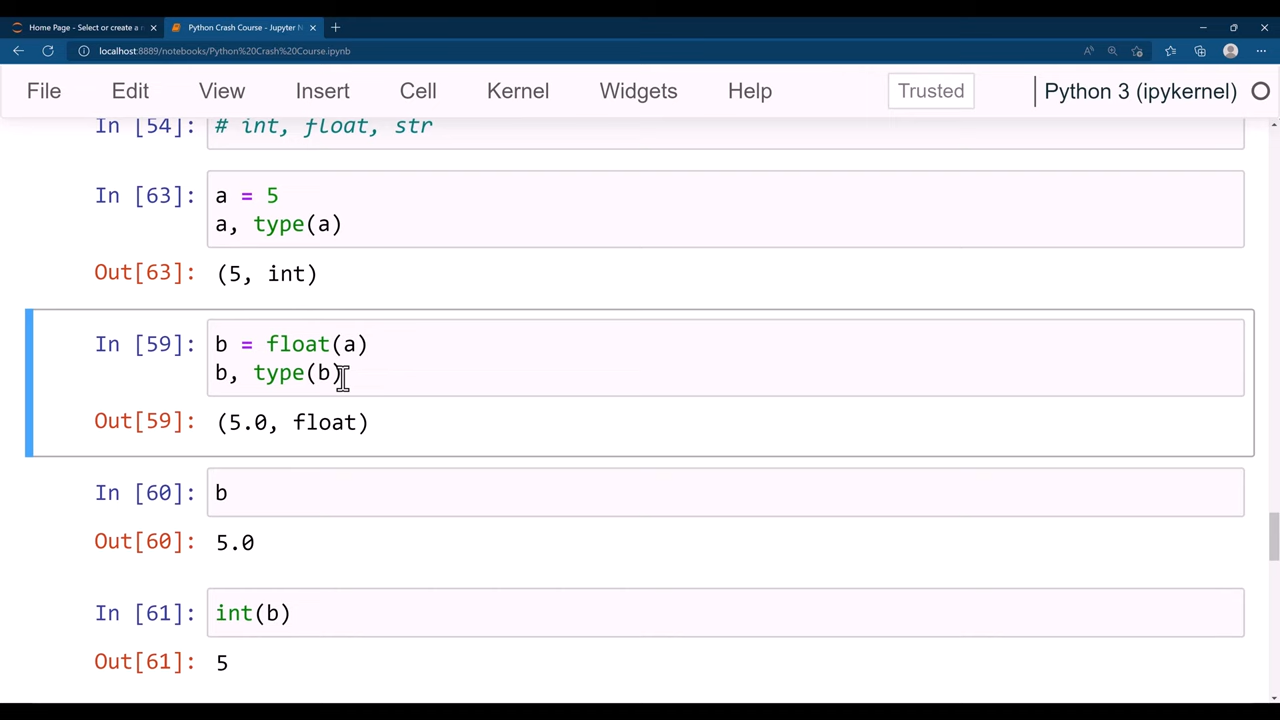 Home Page - Select or create a n
Python Crash Course - Jupyter N
localhost:8889/notebooks/Python%20Crash%20Course.ipynb
File Edit View Insert Cell Kernel Widgets Help Trusted Python 3 (ipykernel)
In [54]: # int, float, str
In [63]: a = 5
a, type(a)
Out[63]: (5, int)
In [59]: b = float(a)
b, type(b)
Out[59]: (5.0, float)
In [60]: b
Out[60]: 5.0
In [61]: int(b)
Out[61]: 5